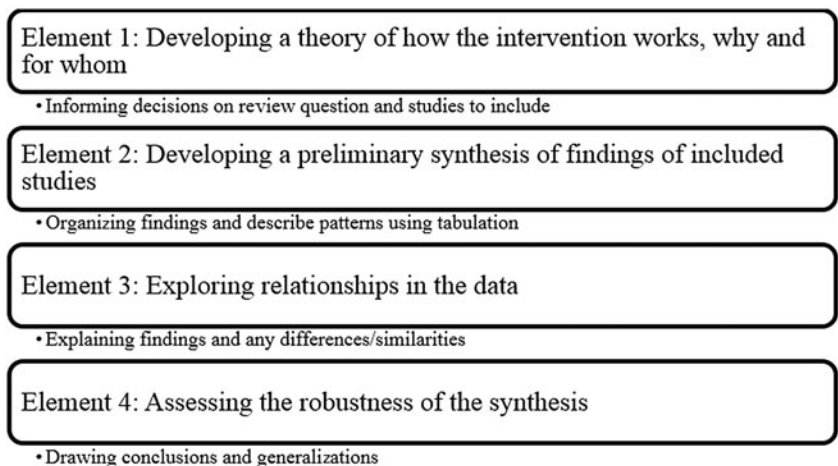 Element 1: Developing a theory of how the intervention works, why and
for whom
• Informing decisions on review question and studies to include
Element 2: Developing a preliminary synthesis of findings of included
studies
• Organizing findings and describe patterns using tabulation
Element 3: Exploring relationships in the data
• Explaining findings and any differences/similarities
Element 4: Assessing the robustness of the synthesis
• Drawing conclusions and generalizations